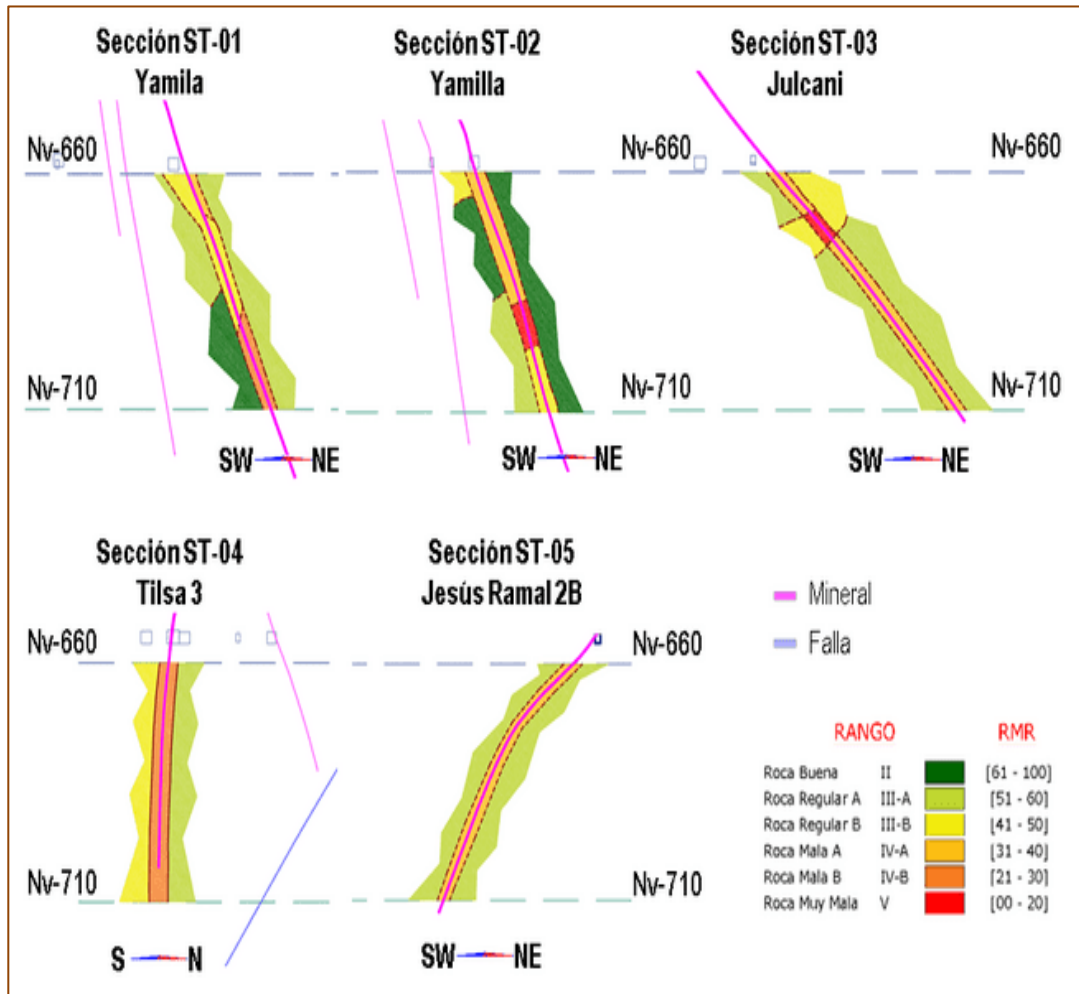 Sección ST-01
Yamila
Sección ST-02
Yamilla
Sección ST-03
Julcani
Nv-660
Nv-660
Nv-660
Nv-660
Nv-710
Nv-710
Nv-710
Nv-710
SW NE
SW NE
SW NE
Sección ST-04
Tilsa 3
Sección ST-05
Jesús Ramal 2B
Mineral
Falla
Nv-660
Nv-660
Nv-710
Nv-710
S N
SW NE
RANGO RMR
Roca Buena II [61 - 100]
Roca Regular A III-A [51 - 60]
Roca Regular B III-B [41 - 50]
Roca Mala A IV-A [31 - 40]
Roca Mala B IV-B [21 - 30]
Roca Muy Mala V [00 - 20]